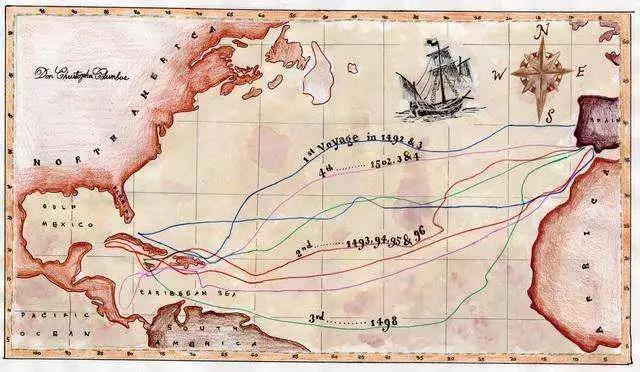 Don Christopher Columbus
NORTH AMERICA
N
W E
S
1st Voyage in 1492 & 3
4th .......... 1502. 3 & 4
2nd .......... 1493, 94, 95 & 96
3rd ........... 1498
GULF
MEXICO
CARIBBEAN SEA
PACIFIC
OCEAN
SOUTH
AMERICA
AFRICA